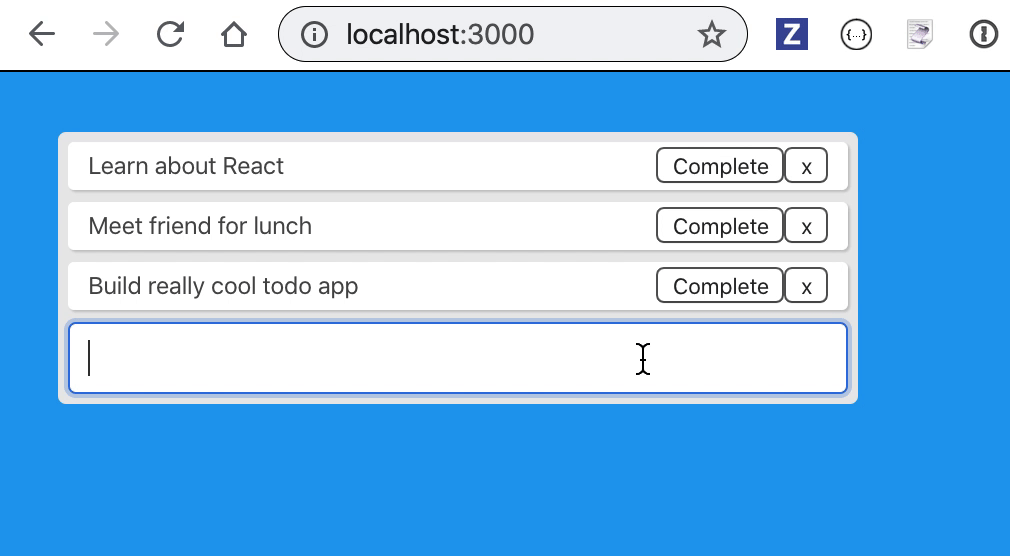 localhost:3000
Z
{...}
Learn about React Complete x
Meet friend for lunch Complete x
Build really cool todo app Complete x